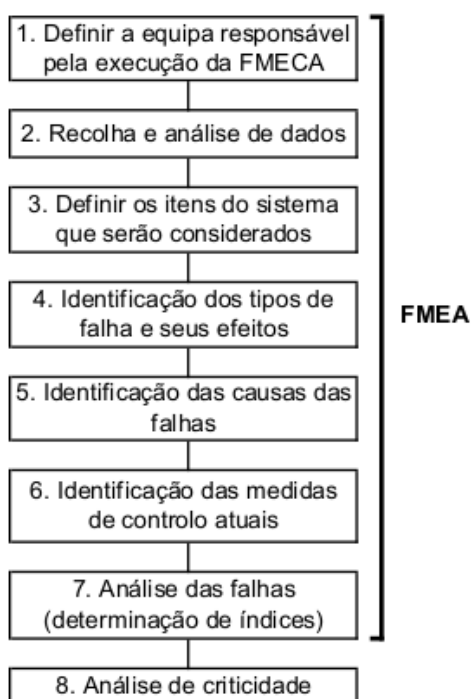 1. Definir a equipa responsável
pela execução da FMECA
2. Recolha e análise de dados
3. Definir os itens do sistema
que serão considerados
4. Identificação dos tipos de
falha e seus efeitos
FMEA
5. Identificação das causas das
falhas
6. Identificação das medidas
de controlo atuais
7. Análise das falhas
(determinação de índices)
8. Análise de criticidade